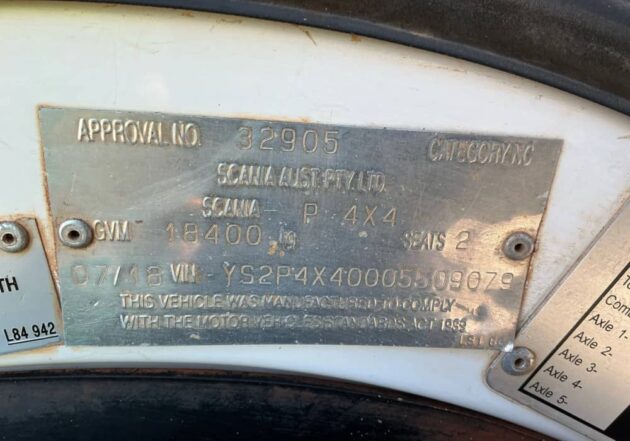 APPROVAL NO. 32905 CATEGORY NC
SCANIA AUST. PTY. LTD.
SCANIA - P 4X4
GVM 18400 kg SEATS 2
07/18 VIN - YS2P4X40005509079
THIS VEHICLE WAS MANUFACTURED TO COMPLY
WITH THE MOTOR VEHICLE STANDARDS ACT 1989
TH
L84 942
Axle 1-
Axle 2-
Axle 3-
Axle 4-
Axle 5-